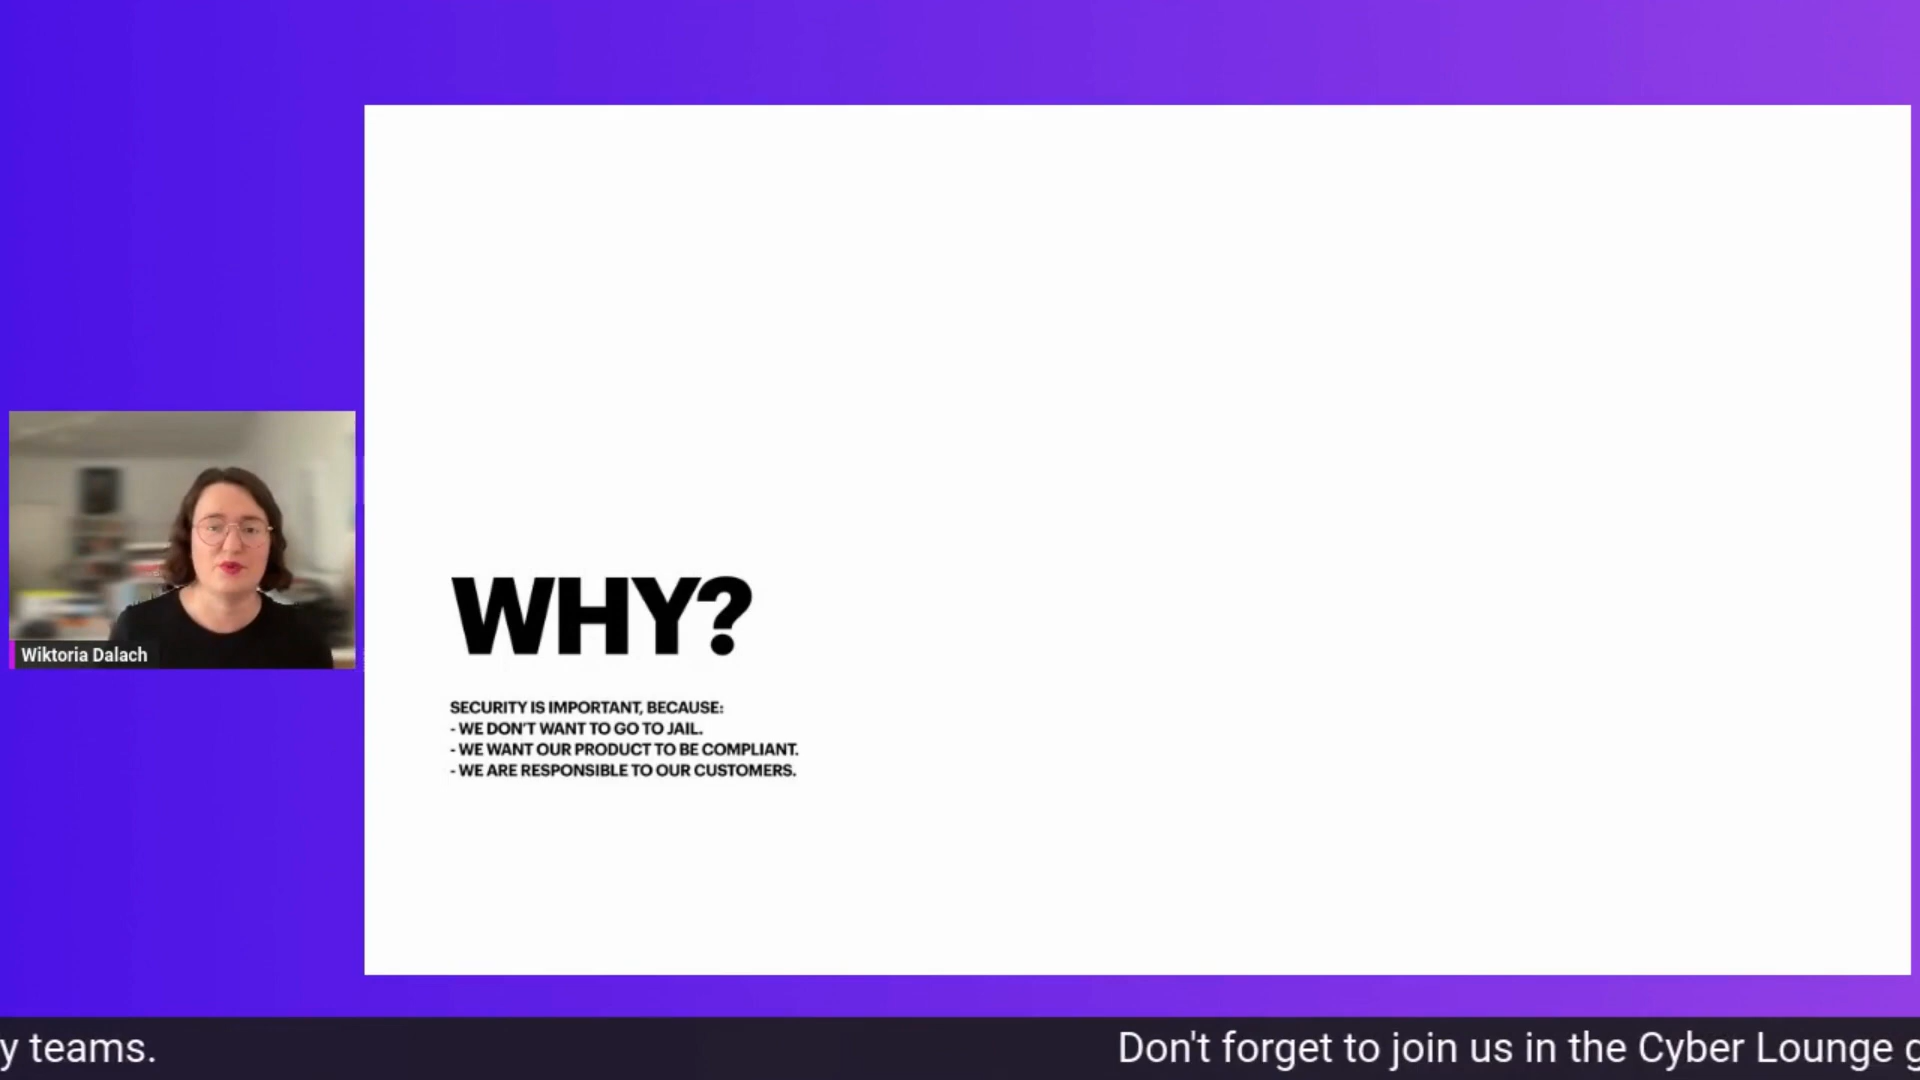 WHY?
SECURITY IS IMPORTANT, BECAUSE:
- WE DON'T WANT TO GO TO JAIL.
- WE WANT OUR PRODUCT TO BE COMPLIANT.
- WE ARE RESPONSIBLE TO OUR CUSTOMERS.
Wiktoria Dalach
y teams.
Don't forget to join us in the Cyber Lounge g